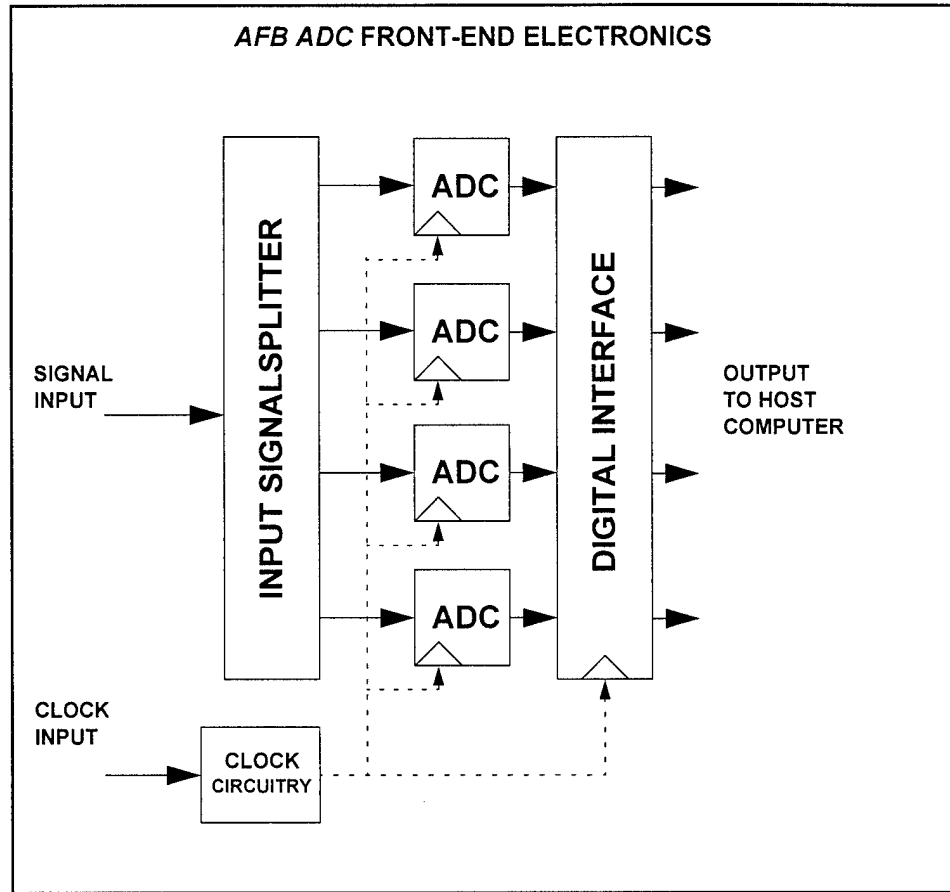 AFB ADC FRONT-END ELECTRONICS
INPUT SIGNALSPLITTER
ADC
ADC
ADC
ADC
DIGITAL INTERFACE
SIGNAL
INPUT
OUTPUT
TO HOST
COMPUTER
CLOCK
INPUT
CLOCK
CIRCUITRY